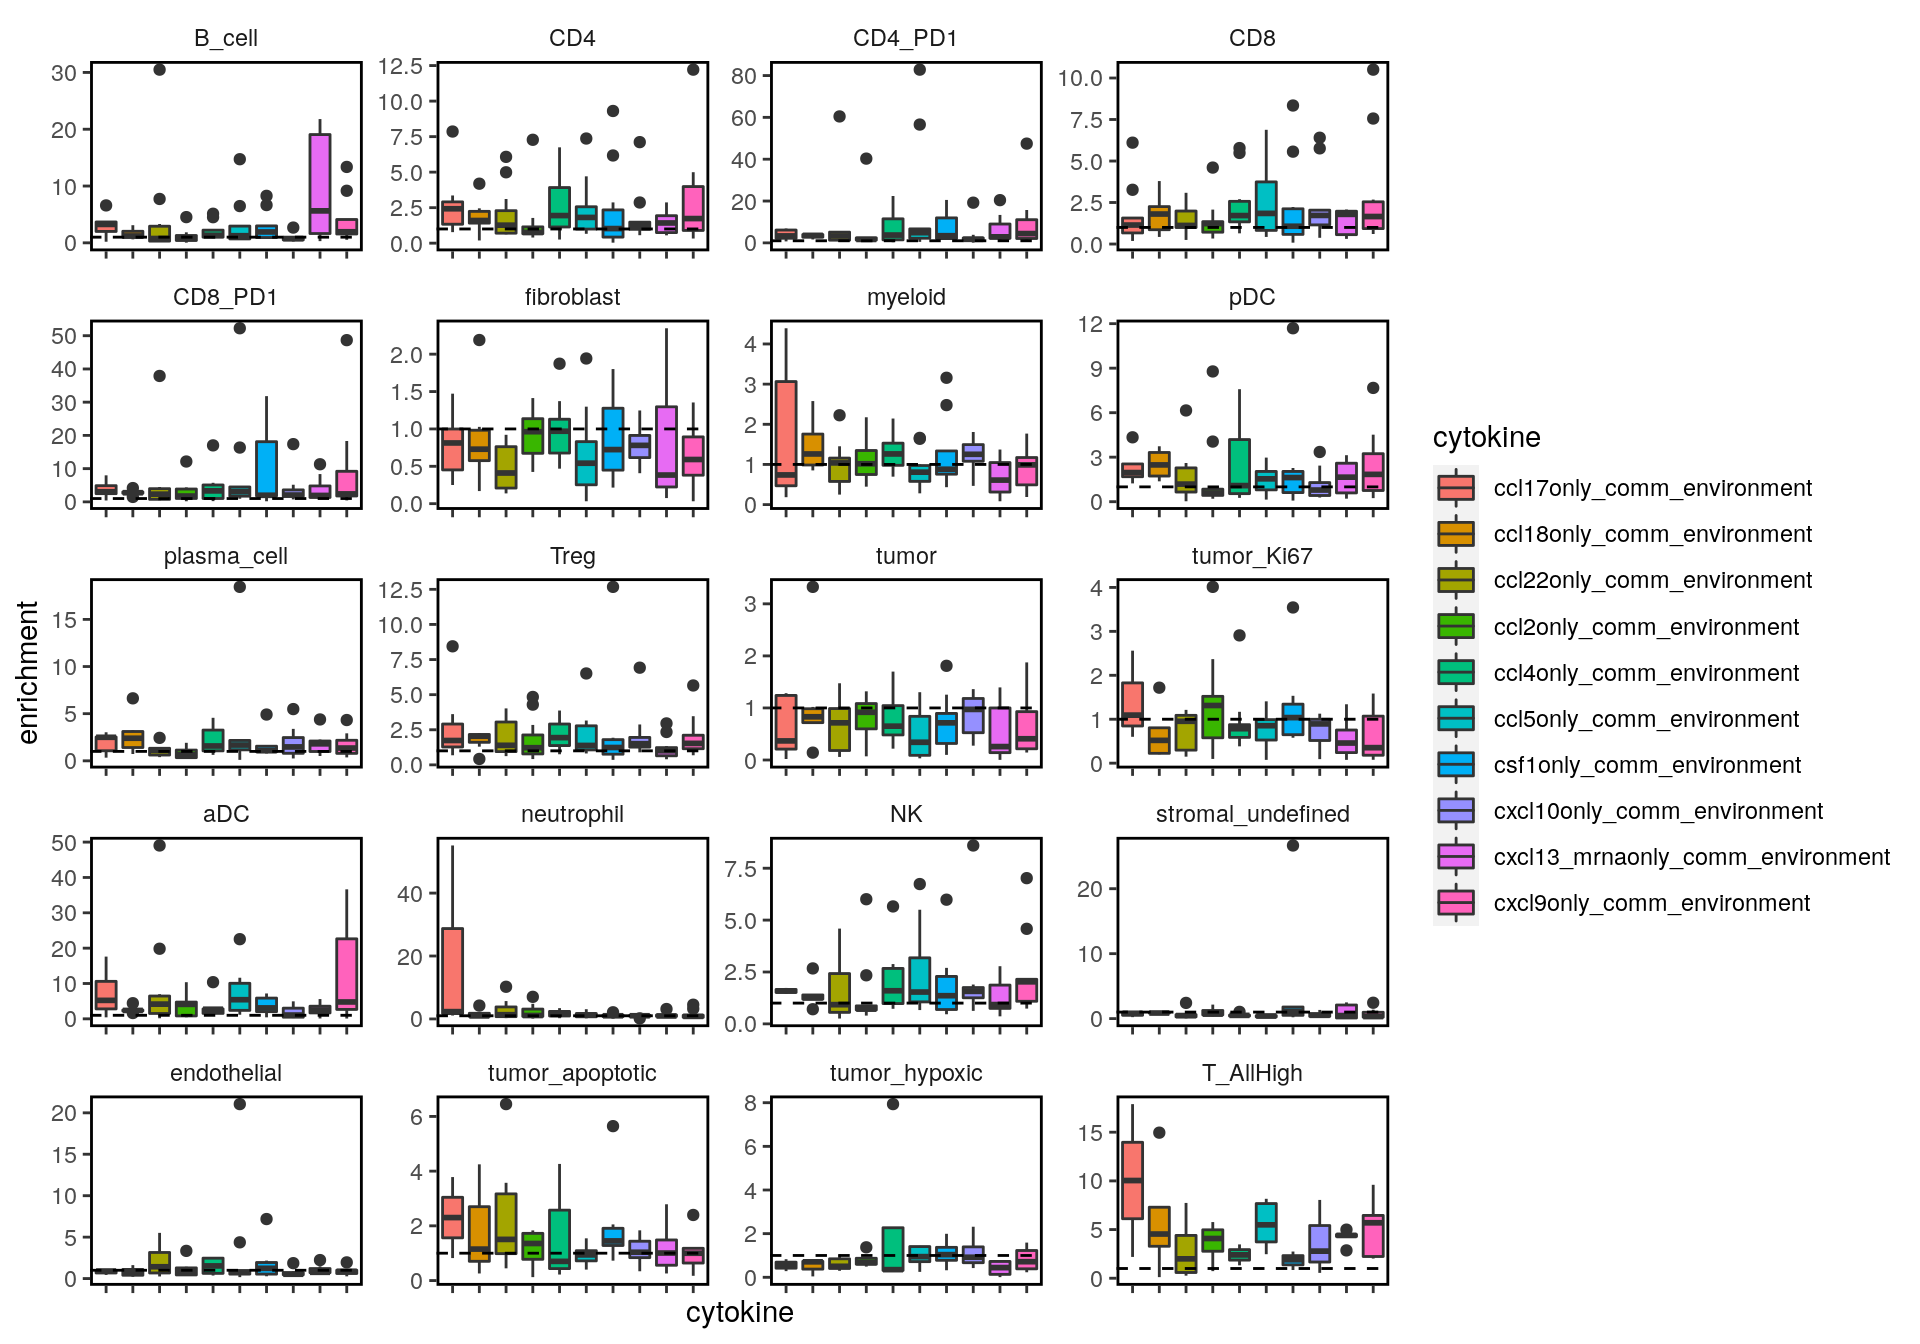 B_cell CD4 CD4_PD1 CD8
30 20 10 0
12.5 10.0 7.5 5.0 2.5 0.0
80 60 40 20 0
10.0 7.5 5.0 2.5 0.0
CD8_PD1 fibroblast myeloid pDC
50 40 30 20 10 0
2.0 1.5 1.0 0.5 0.0
4 3 2 1 0
12 9 6 3 0
plasma_cell Treg tumor tumor_Ki67
15 10 5 0
12.5 10.0 7.5 5.0 2.5 0.0
3 2 1 0
4 3 2 1 0
aDC neutrophil NK stromal_undefined
50 40 30 20 10 0
40 20 0
7.5 5.0 2.5 0.0
20 10 0
endothelial tumor_apoptotic tumor_hypoxic T_AllHigh
20 15 10 5 0
6 4 2 0
8 6 4 2 0
15 10 5 0
enrichment
cytokine
cytokine
ccl17only_comm_environment
ccl18only_comm_environment
ccl22only_comm_environment
ccl2only_comm_environment
ccl4only_comm_environment
ccl5only_comm_environment
csf1only_comm_environment
cxcl10only_comm_environment
cxcl13_mrnaonly_comm_environment
cxcl9only_comm_environment